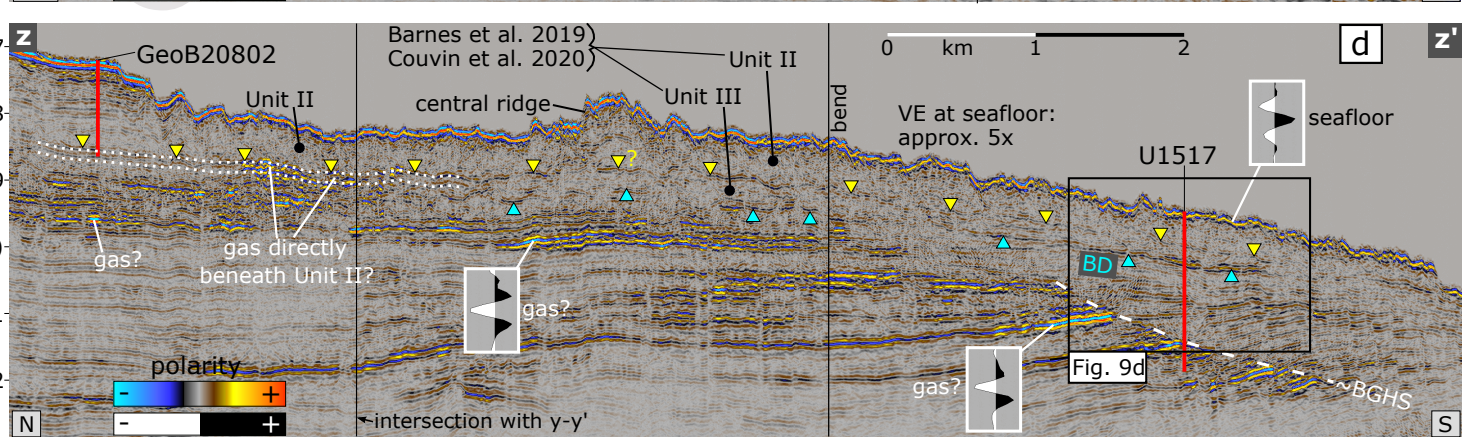 z
GeoB20802
Barnes et al. 2019)
Couvin et al. 2020)
0
km
1
2
d
z'
Unit II
central ridge
Unit III
Unit II
bend
VE at seafloor:
approx. 5x
seafloor
U1517
?
gas?
gas directly
beneath Unit II?
gas?
BD
gas?
Fig. 9d
~BGHS
polarity
- +
- +
N
intersection with y-y'
S